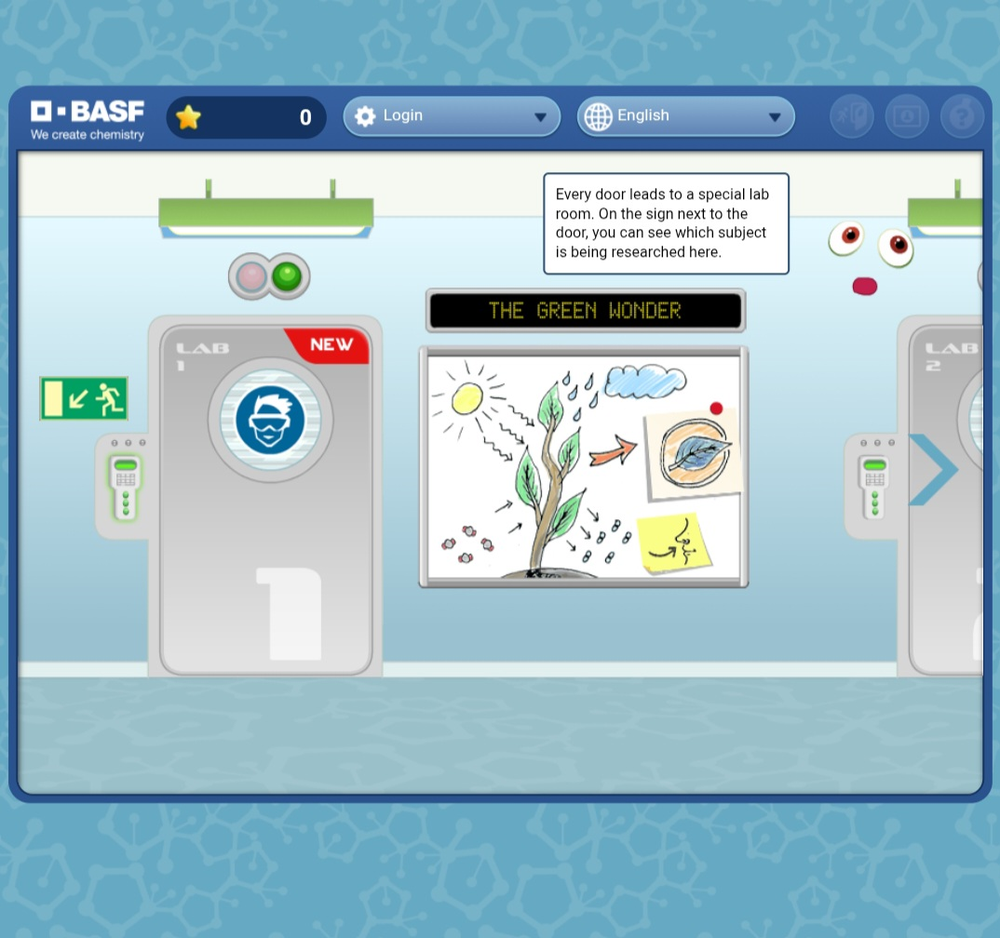 BASF
We create chemistry
0
Login
English
Every door leads to a special lab
room. On the sign next to the
door, you can see which subject
is being researched here.
THE GREEN WONDER
LAB
1
NEW
1
LAB
2